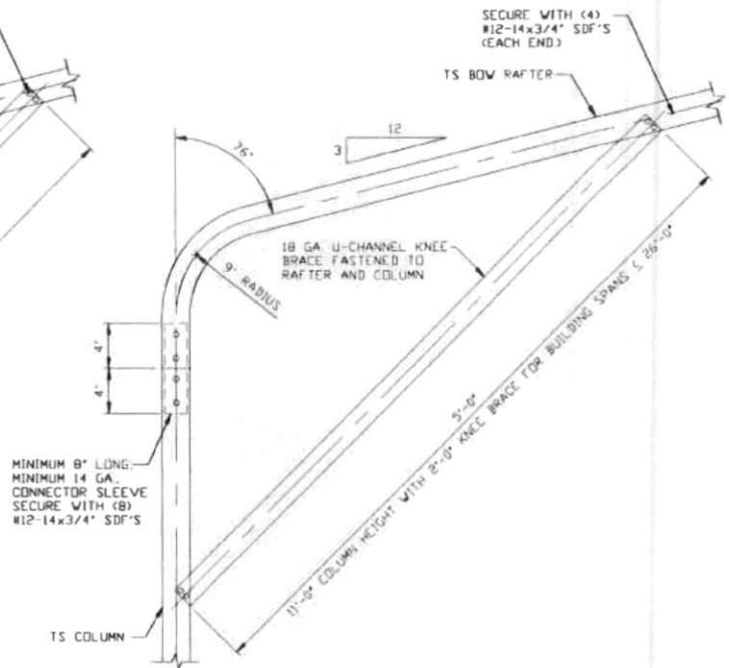 SECURE WITH (4)
#12-14x3/4" SDF'S
(EACH END)
TS BOW RAFTER
12
3
76°
18 GA U-CHANNEL KNEE
BRACE FASTENED TO
RAFTER AND COLUMN
9" RADIUS
4"
4"
5'-0"
11'-0" COLUMN HEIGHT WITH 2'-0" KNEE BRACE FOR BUILDING SPANS ≤ 26'-0"
MINIMUM 8" LONG,
MINIMUM 14 GA.
CONNECTOR SLEEVE
SECURE WITH (8)
#12-14x3/4" SDF'S
TS COLUMN